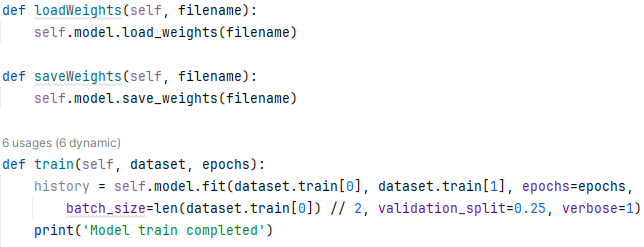 def loadWeights(self, filename):
    self.model.load_weights(filename)
def saveWeights(self, filename):
    self.model.save_weights(filename)
6 usages (6 dynamic)
def train(self, dataset, epochs):
    history = self.model.fit(dataset.train[0], dataset.train[1], epochs=epochs,
        batch_size=len(dataset.train[0]) // 2, validation_split=0.25, verbose=1)
    print('Model train completed')